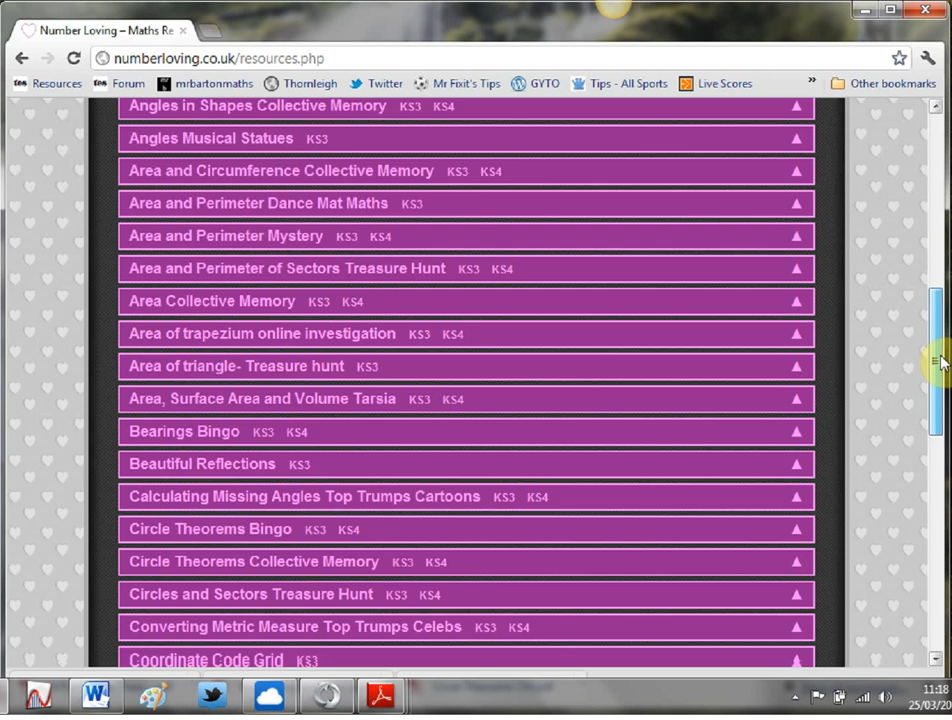 Number Loving – Maths Re
numberloving.co.uk/resources.php
Resources Forum mrbartonmaths Thornleigh Twitter Mr Fixit's Tips GYTO Tips - All Sports Live Scores » Other bookmarks
Angles in Shapes Collective Memory KS3 KS4
Angles Musical Statues KS3
Area and Circumference Collective Memory KS3 KS4
Area and Perimeter Dance Mat Maths KS3
Area and Perimeter Mystery KS3 KS4
Area and Perimeter of Sectors Treasure Hunt KS3 KS4
Area Collective Memory KS3 KS4
Area of trapezium online investigation KS3 KS4
Area of triangle- Treasure hunt KS3
Area, Surface Area and Volume Tarsia KS3 KS4
Bearings Bingo KS3 KS4
Beautiful Reflections KS3
Calculating Missing Angles Top Trumps Cartoons KS3 KS4
Circle Theorems Bingo KS3 KS4
Circle Theorems Collective Memory KS3 KS4
Circles and Sectors Treasure Hunt KS3 KS4
Converting Metric Measure Top Trumps Celebs KS3 KS4
Coordinate Code Grid KS3
11:18
25/03/2